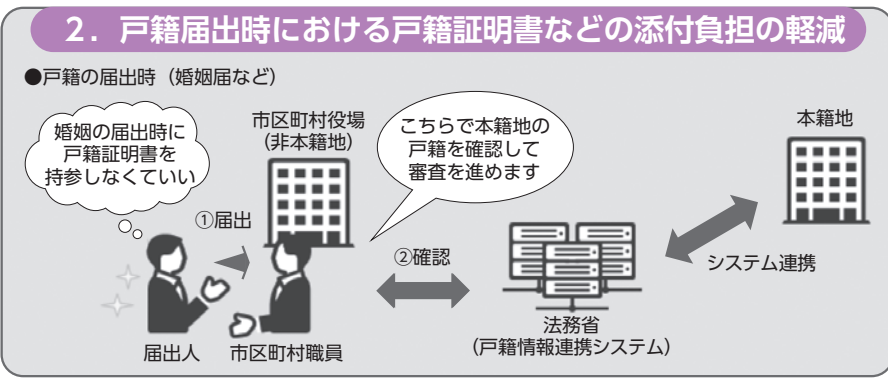 2．戸籍届出時における戸籍証明書などの添付負担の軽減
●戸籍の届出時（婚姻届など）
婚姻の届出時に
戸籍証明書を
持参しなくていい
市区町村役場
（非本籍地）
こちらで本籍地の
戸籍を確認して
審査を進めます
本籍地
①届出
②確認
システム連携
届出人
市区町村職員
法務省
（戸籍情報連携システム）